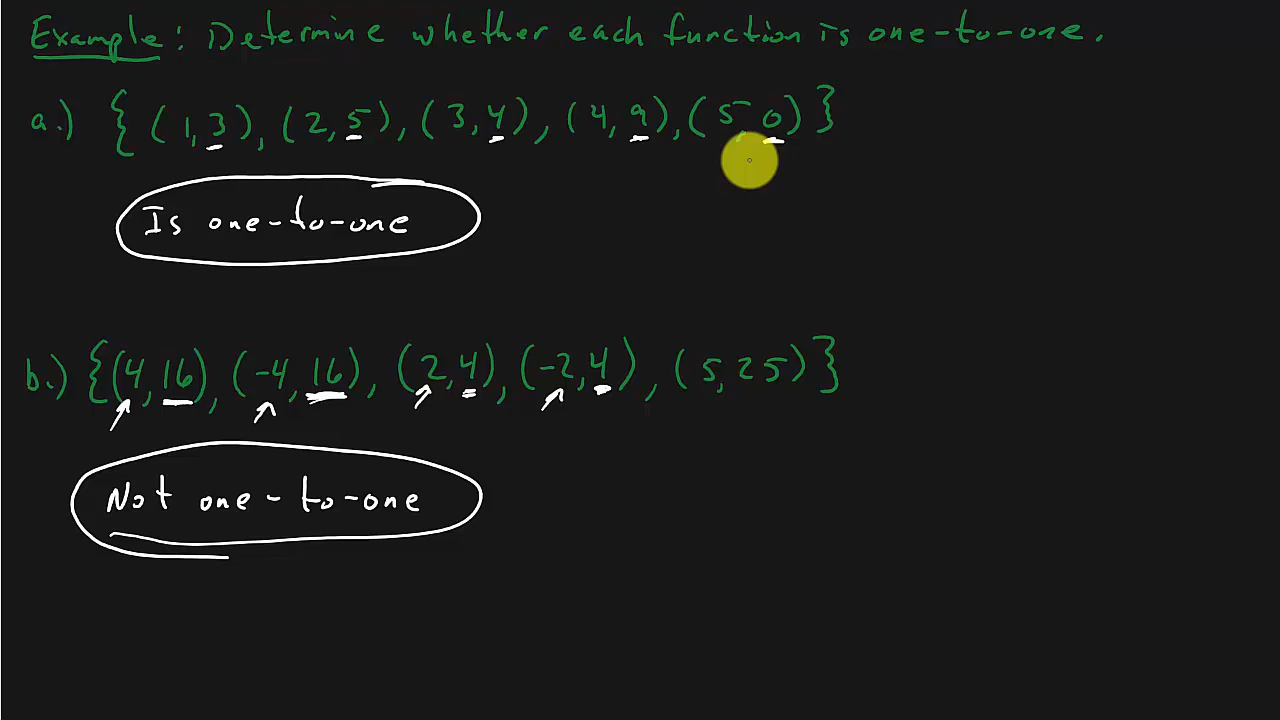 Example: Determine whether each function is one-to-one.
a.) {(1,3), (2,5), (3,4), (4,9), (5,0)}
Is one-to-one
b.) {(4,16), (-4,16), (2,4), (-2,4), (5,25)}
Not one-to-one